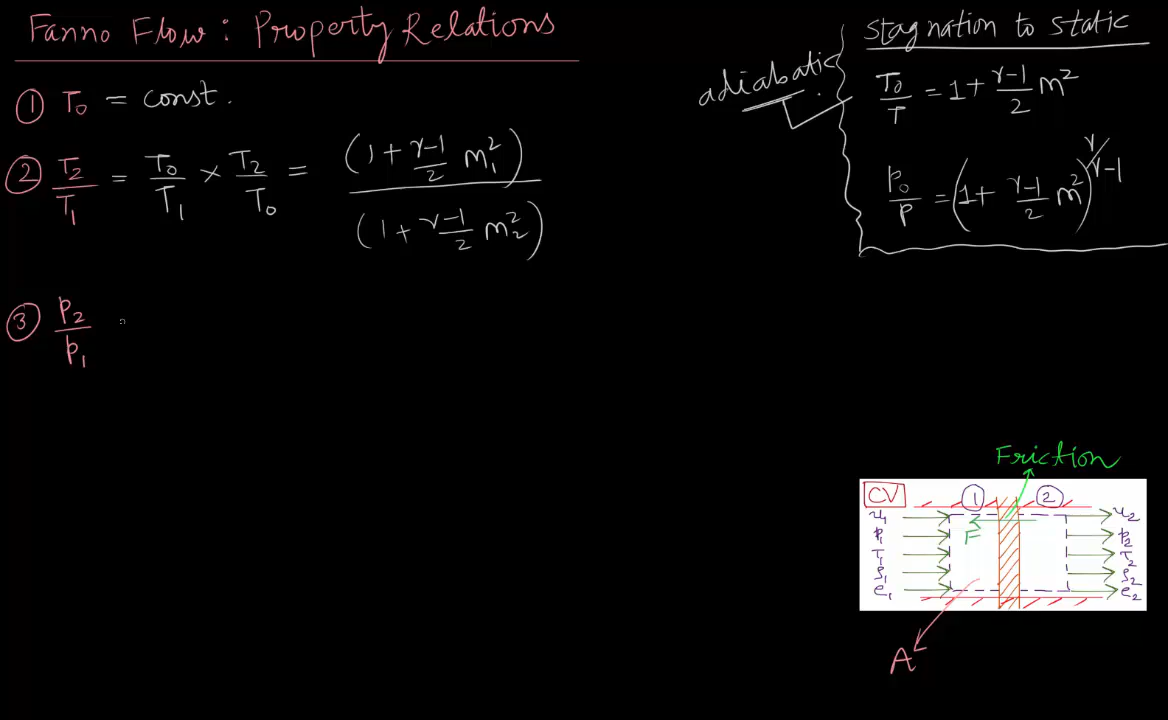 Fanno Flow: Property Relations
① T₀ = const.
② T₂/T₁ = T₀/T₁ × T₂/T₀ = (1 + γ-1/2 m₁²) / (1 + γ-1/2 m₂²)
③ p₂/p₁
adiabatic.
stagnation to static
T₀/T = 1 + γ-1/2 m²
p₀/p = (1 + γ-1/2 m²)^γ/γ-1
Friction
CV ① ②
u₁ F u₂
p₁ p₂
T₁ T₂
ρ₁ ρ₂
e₁ e₂
A